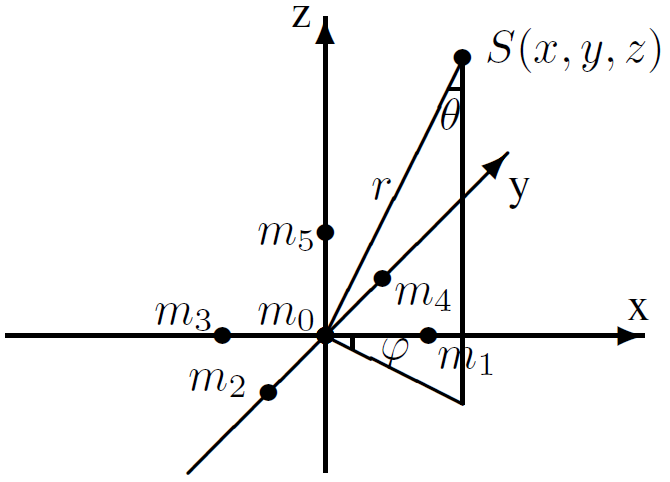 z
S(x, y, z)
θ
r
y
m₅
m₄
m₃
m₀
x
φ
m₁
m₂